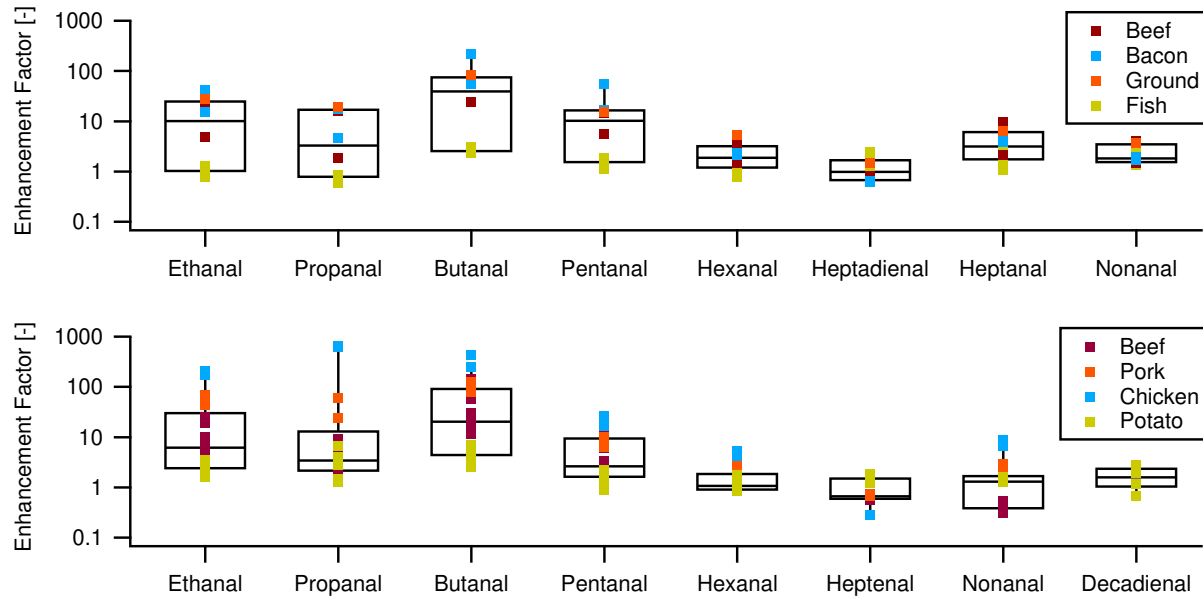 Enhancement Factor [-]
1000
100
10
1
0.1
Beef
Bacon
Ground
Fish
Ethanal Propanal Butanal Pentanal Hexanal Heptadienal Heptanal Nonanal
Enhancement Factor [-]
1000
100
10
1
0.1
Beef
Pork
Chicken
Potato
Ethanal Propanal Butanal Pentanal Hexanal Heptenal Nonanal Decadienal